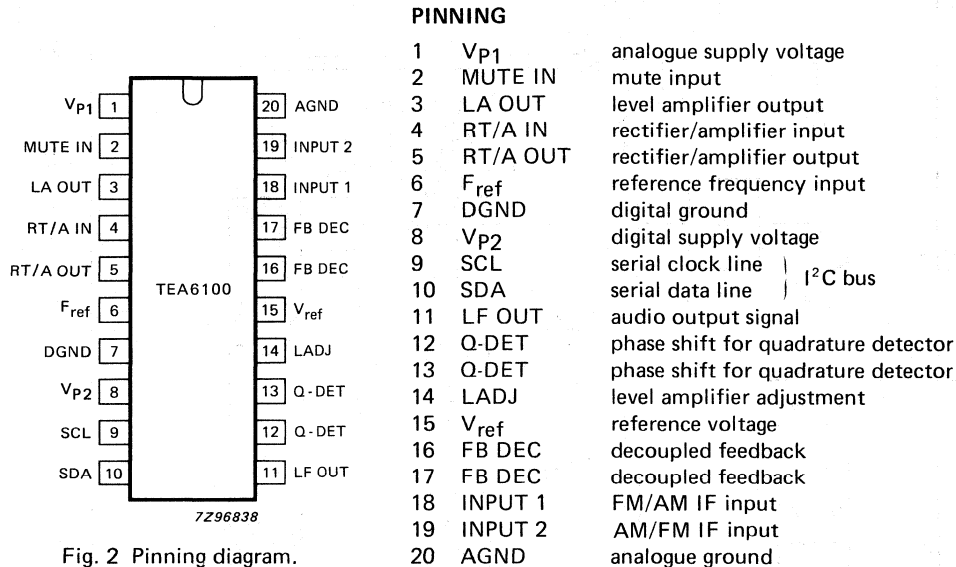 PINNING
1 VP1 analogue supply voltage
2 MUTE IN mute input
3 LA OUT level amplifier output
4 RT/A IN rectifier/amplifier input
5 RT/A OUT rectifier/amplifier output
6 Fref reference frequency input
7 DGND digital ground
8 VP2 digital supply voltage
9 SCL serial clock line
10 SDA serial data line
I²C bus
11 LF OUT audio output signal
12 Q-DET phase shift for quadrature detector
13 Q-DET phase shift for quadrature detector
14 LADJ level amplifier adjustment
15 Vref reference voltage
16 FB DEC decoupled feedback
17 FB DEC decoupled feedback
18 INPUT 1 FM/AM IF input
19 INPUT 2 AM/FM IF input
20 AGND analogue ground
VP1 1 20 AGND
MUTE IN 2 19 INPUT 2
LA OUT 3 18 INPUT 1
RT/A IN 4 17 FB DEC
RT/A OUT 5 16 FB DEC
TEA6100
Fref 6 15 Vref
DGND 7 14 LADJ
VP2 8 13 Q-DET
SCL 9 12 Q-DET
SDA 10 11 LF OUT
7Z96838
Fig. 2 Pinning diagram.